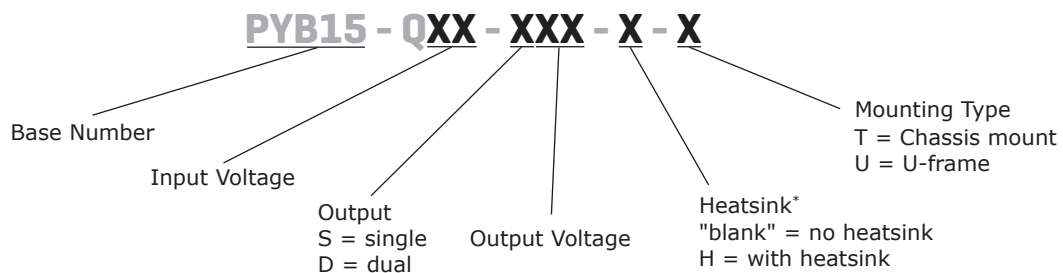 PYB15 - QXX - XXX - X - X
Base Number
Input Voltage
Output
S = single
D = dual
Output Voltage
Heatsink*
"blank" = no heatsink
H = with heatsink
Mounting Type
T = Chassis mount
U = U-frame